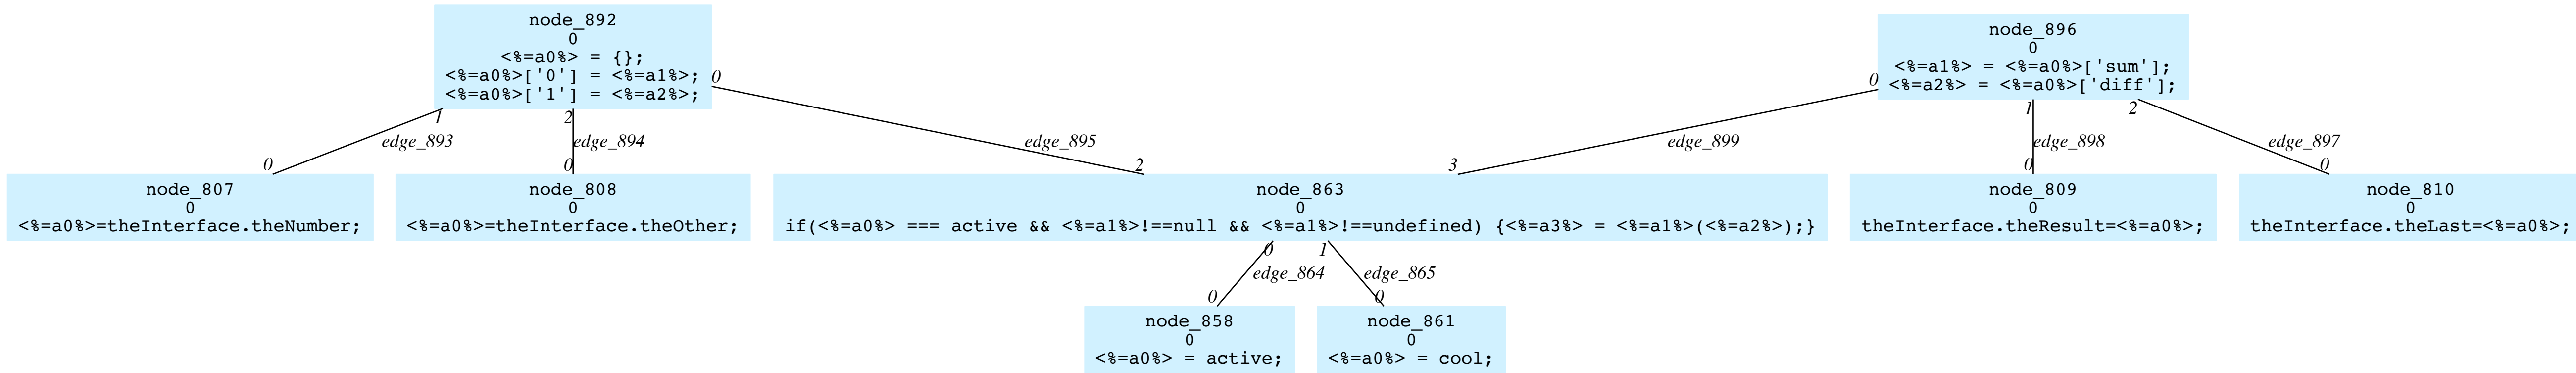 node_892
0
<%=a0%> = {};
<%=a0%>['0'] = <%=a1%>;
<%=a0%>['1'] = <%=a2%>;
0
1
2
node_896
0
<%=a1%> = <%=a0%>['sum'];
<%=a2%> = <%=a0%>['diff'];
0
1
2
edge_893
edge_894
edge_895
edge_899
edge_898
edge_897
0
0
2
3
0
0
node_807
0
<%=a0%>=theInterface.theNumber;
node_808
0
<%=a0%>=theInterface.theOther;
node_863
0
if(<%=a0%> === active && <%=a1%>!==null && <%=a1%>!==undefined) {<%=a3%> = <%=a1%>(<%=a2%>);}
node_809
0
theInterface.theResult=<%=a0%>;
node_810
0
theInterface.theLast=<%=a0%>;
0
1
edge_864
edge_865
0
0
node_858
0
<%=a0%> = active;
node_861
0
<%=a0%> = cool;